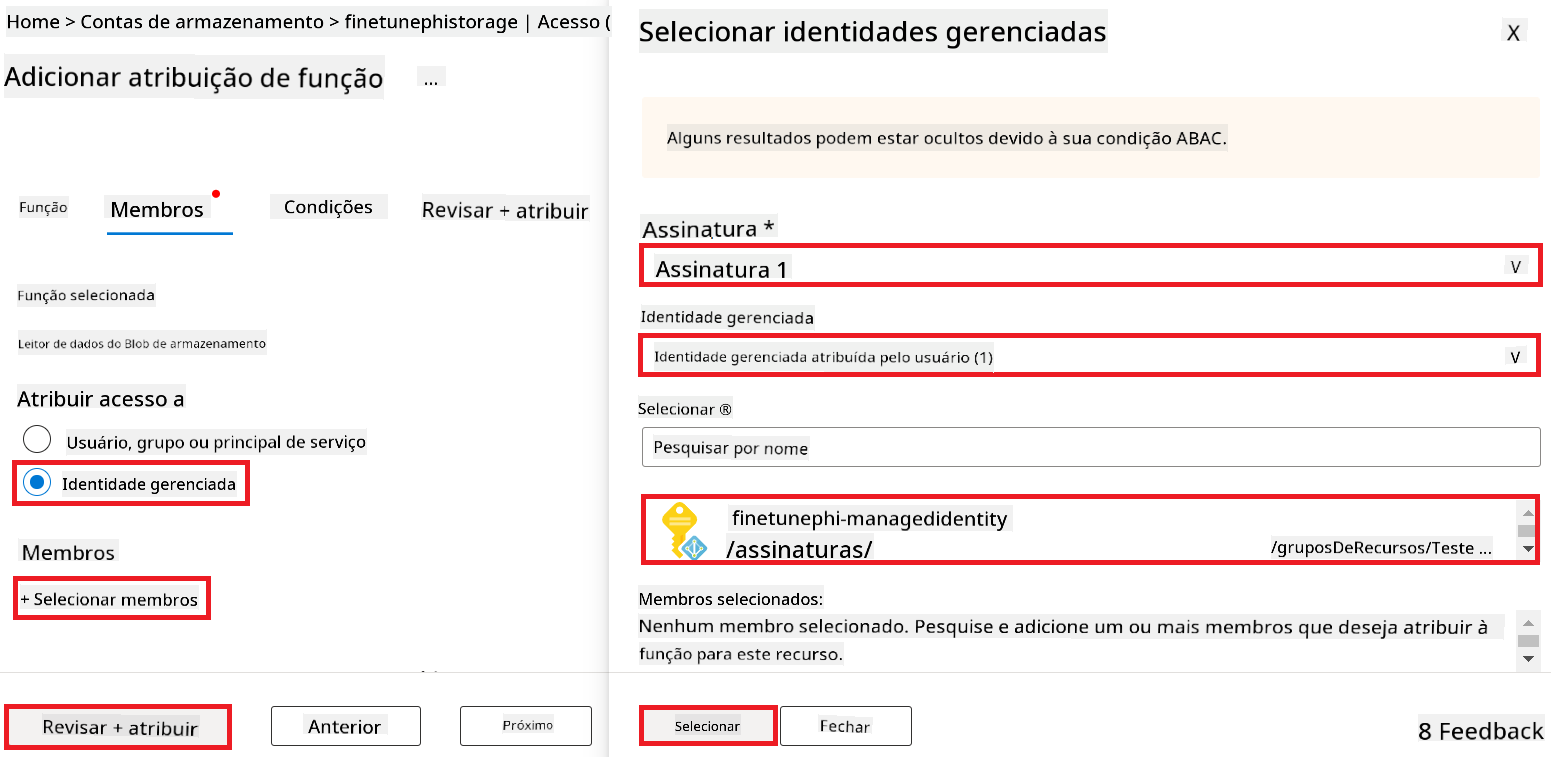 Home > Contas de armazenamento > finetunephistorage | Acesso (
Adicionar atribuição de função
...
Função
Membros
Condições
Revisar + atribuir
Função selecionada
Leitor de dados do Blob de armazenamento
Atribuir acesso a
Usuário, grupo ou principal de serviço
Identidade gerenciada
Membros
+ Selecionar membros
Revisar + atribuir
Anterior
Próximo
Selecionar identidades gerenciadas
X
Alguns resultados podem estar ocultos devido à sua condição ABAC.
Assinatura *
Assinatura 1
V
Identidade gerenciada
Identidade gerenciada atribuída pelo usuário (1)
V
Selecionar ®
Pesquisar por nome
finetunephi-managedidentity
/assinaturas/ /gruposDeRecursos/Teste ...
Membros selecionados:
Nenhum membro selecionado. Pesquise e adicione um ou mais membros que deseja atribuir à
função para este recurso.
Selecionar
Fechar
8 Feedback